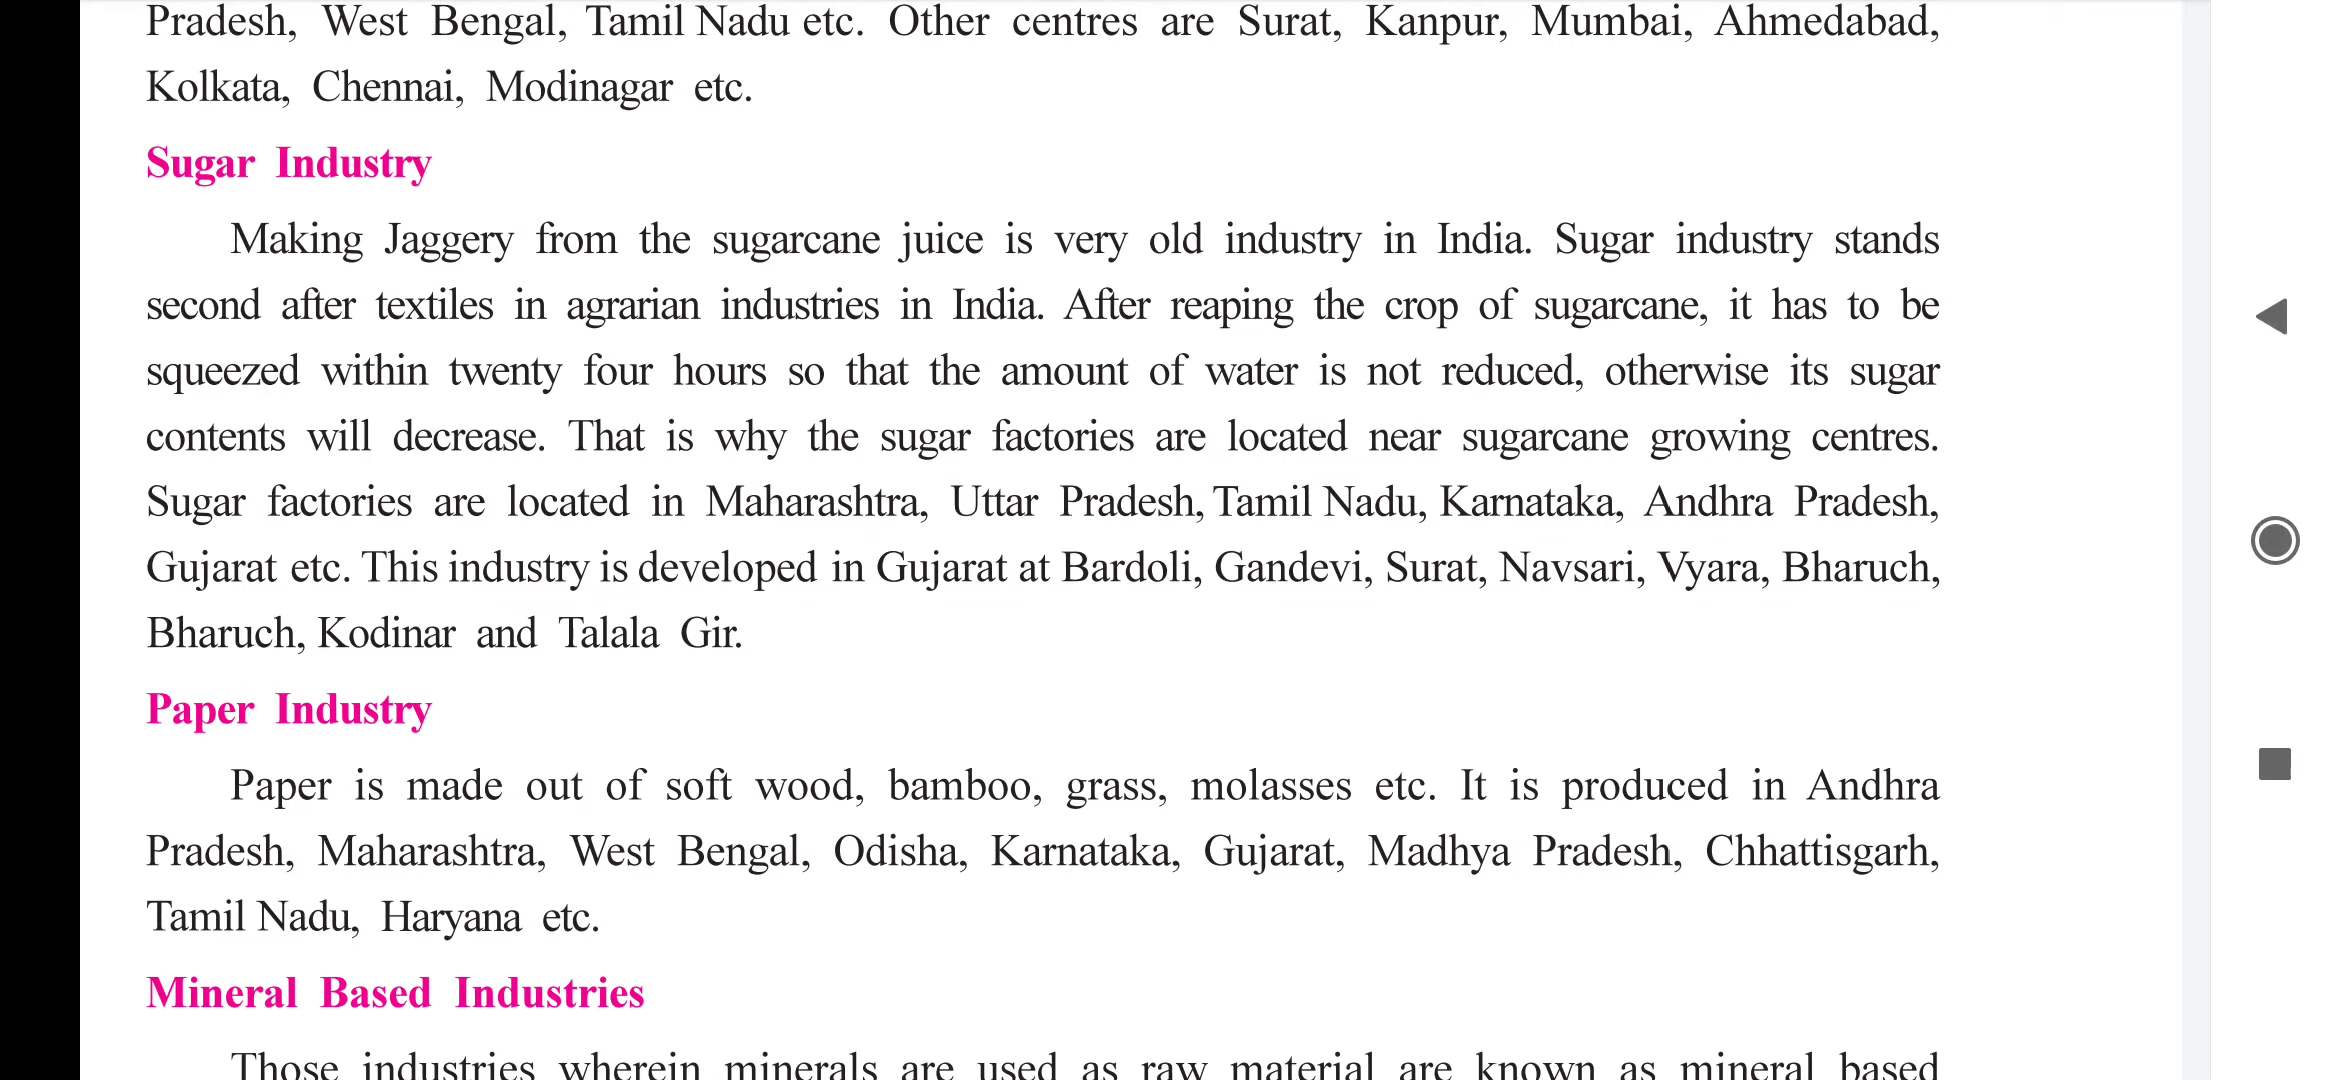 Pradesh, West Bengal, Tamil Nadu etc. Other centres are Surat, Kanpur, Mumbai, Ahmedabad,
Kolkata, Chennai, Modinagar etc.
Sugar Industry
Making Jaggery from the sugarcane juice is very old industry in India. Sugar industry stands
second after textiles in agrarian industries in India. After reaping the crop of sugarcane, it has to be
squeezed within twenty four hours so that the amount of water is not reduced, otherwise its sugar
contents will decrease. That is why the sugar factories are located near sugarcane growing centres.
Sugar factories are located in Maharashtra, Uttar Pradesh, Tamil Nadu, Karnataka, Andhra Pradesh,
Gujarat etc. This industry is developed in Gujarat at Bardoli, Gandevi, Surat, Navsari, Vyara, Bharuch,
Bharuch, Kodinar and Talala Gir.
Paper Industry
Paper is made out of soft wood, bamboo, grass, molasses etc. It is produced in Andhra
Pradesh, Maharashtra, West Bengal, Odisha, Karnataka, Gujarat, Madhya Pradesh, Chhattisgarh,
Tamil Nadu, Haryana etc.
Mineral Based Industries
Those industries wherein minerals are used as raw material are known as mineral based